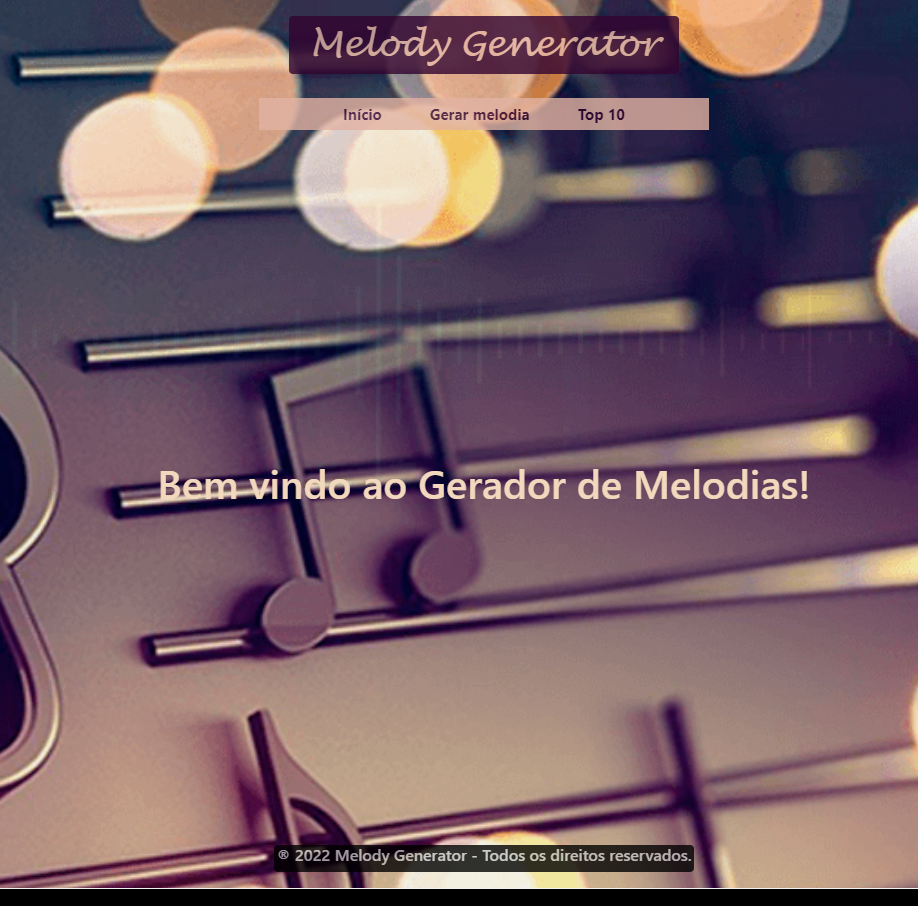 Melody Generator
Início Gerar melodia Top 10
Bem vindo ao Gerador de Melodias!
® 2022 Melody Generator - Todos os direitos reservados.